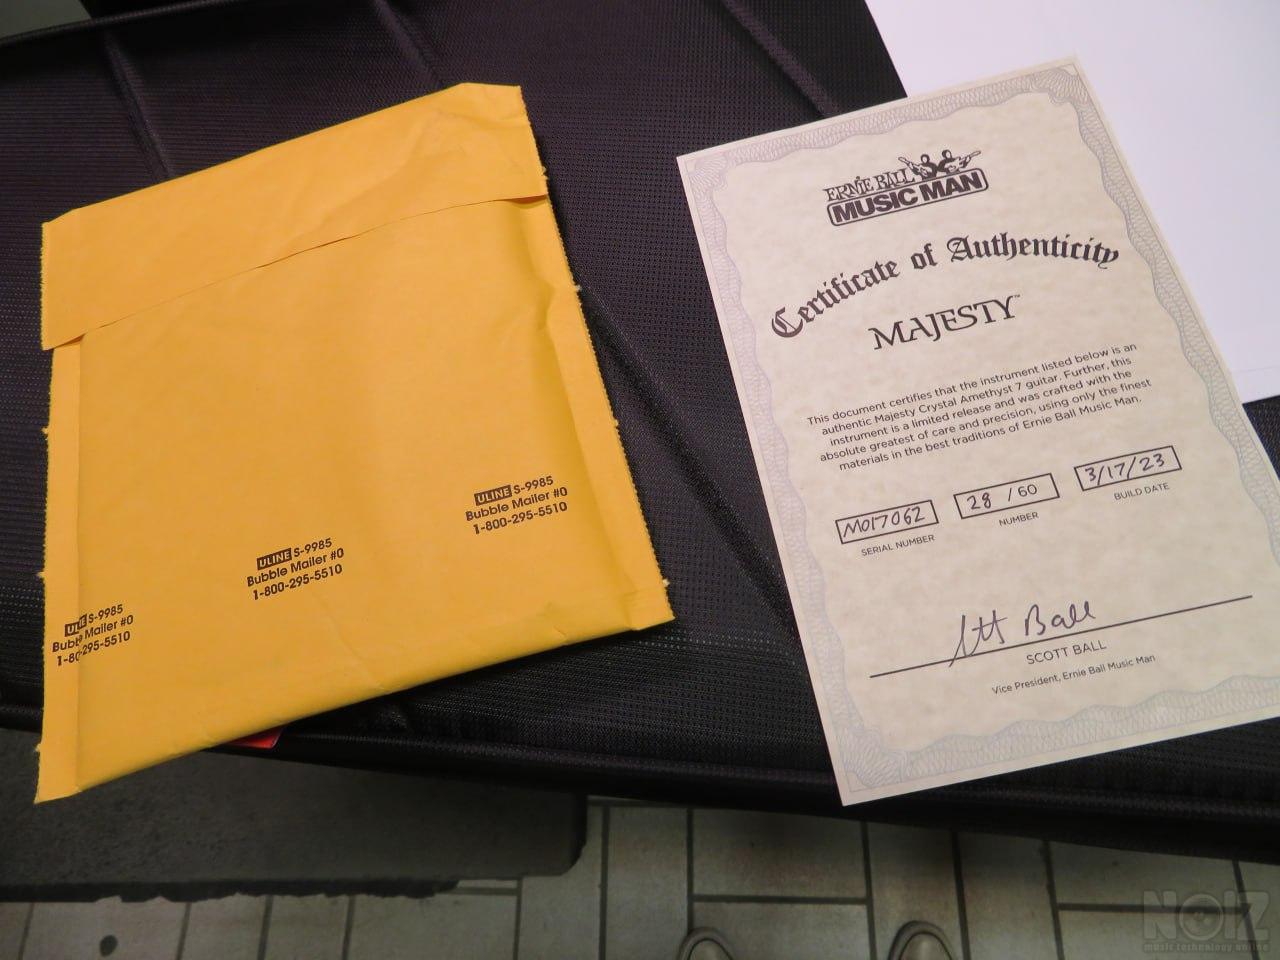 ULINE S-9985
Bubble Mailer #0
1-800-295-5510
ULINE S-9985
Bubble Mailer #0
1-800-295-5510
S-9985
Mailer #0
295-5510
ERNIE BALL
MUSIC MAN
Certificate of Authenticity
MAJESTY™
This document certifies that the instrument listed below is an
authentic Majesty Crystal Amethyst 7 guitar. Further, this
instrument is a limited release and was crafted with the
absolute greatest of care and precision, using only the finest
materials in the best traditions of Ernie Ball Music Man.
M017062 28 / 60 3/17/23
SERIAL NUMBER NUMBER BUILD DATE
Scott Ball
SCOTT BALL
Vice President, Ernie Ball Music Man
NOIZ
music technology online